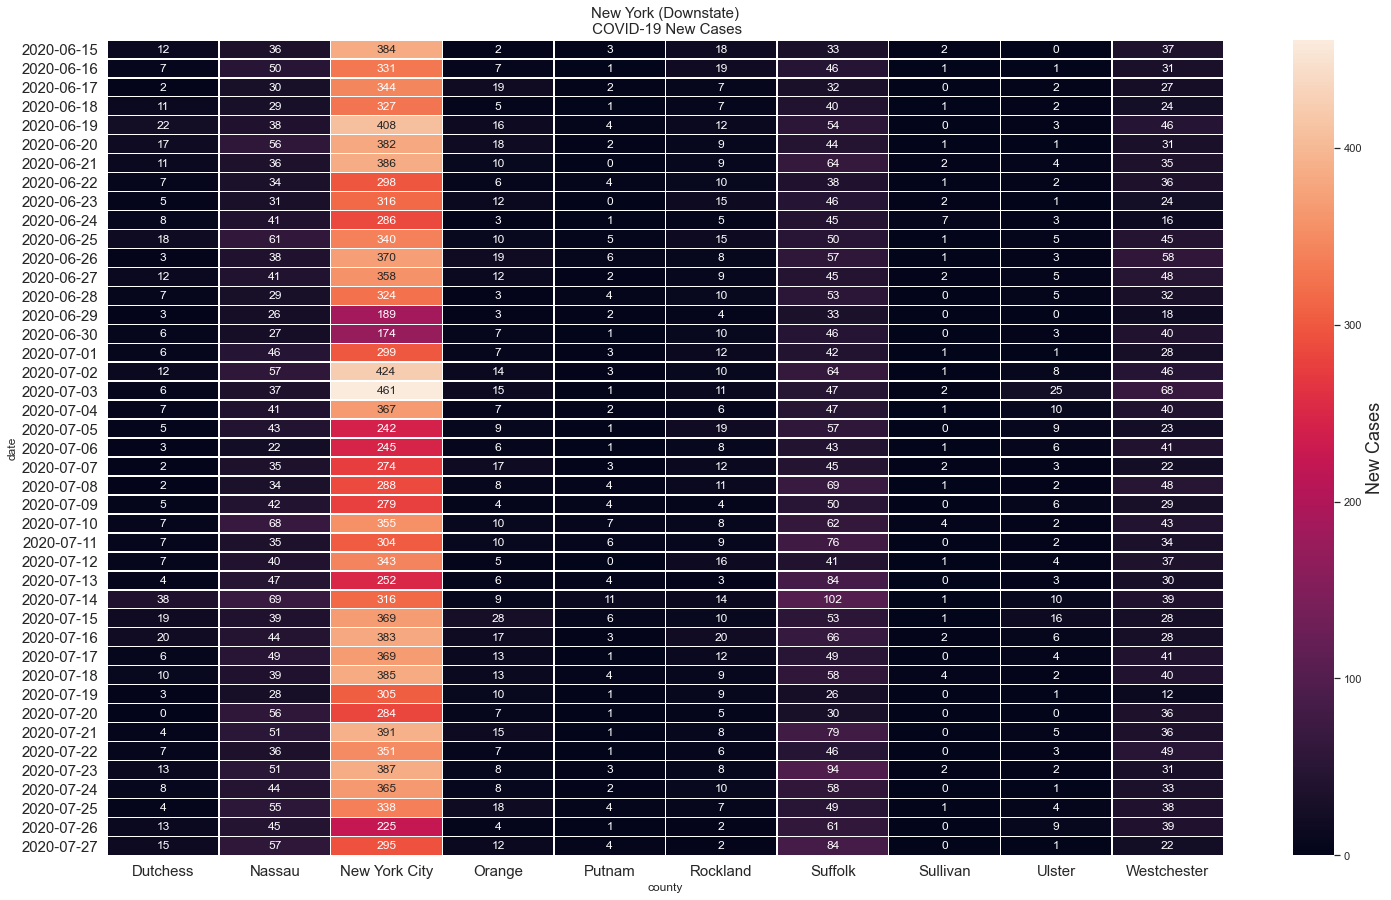 New York (Downstate)
COVID-19 New Cases
2020-06-15 12 36 384 2 3 18 33 2 0 37
2020-06-16 7 50 331 7 1 19 46 1 1 31
2020-06-17 2 30 344 19 2 7 32 0 2 27
2020-06-18 11 29 327 5 1 7 40 1 2 24
2020-06-19 22 38 408 16 4 12 54 0 3 46
2020-06-20 17 56 382 18 2 9 44 1 1 31
2020-06-21 11 36 386 10 0 9 64 2 4 35
2020-06-22 7 34 298 6 4 10 38 1 2 36
2020-06-23 5 31 316 12 0 15 46 2 1 24
2020-06-24 8 41 286 3 1 5 45 7 3 16
2020-06-25 18 61 340 10 5 15 50 1 5 45
2020-06-26 3 38 370 19 6 8 57 1 3 58
2020-06-27 12 41 358 12 2 9 45 2 5 48
2020-06-28 7 29 324 3 4 10 53 0 5 32
2020-06-29 3 26 189 3 2 4 33 0 0 18
2020-06-30 6 27 174 7 1 10 46 0 3 40
2020-07-01 6 46 299 7 3 12 42 1 1 28
2020-07-02 12 57 424 14 3 10 64 1 8 46
2020-07-03 6 37 461 15 1 11 47 2 25 68
2020-07-04 7 41 367 7 2 6 47 1 10 40
2020-07-05 5 43 242 9 1 19 57 0 9 23
2020-07-06 3 22 245 6 1 8 43 1 6 41
2020-07-07 2 35 274 17 3 12 45 2 3 22
2020-07-08 2 34 288 8 4 11 69 1 2 48
2020-07-09 5 42 279 4 4 4 50 0 6 29
2020-07-10 7 68 355 10 7 8 62 4 2 43
2020-07-11 7 35 304 10 6 9 76 0 2 34
2020-07-12 7 40 343 5 0 16 41 1 4 37
2020-07-13 4 47 252 6 4 3 84 0 3 30
2020-07-14 38 69 316 9 11 14 102 1 10 39
2020-07-15 19 39 369 28 6 10 53 1 16 28
2020-07-16 20 44 383 17 3 20 66 2 6 28
2020-07-17 6 49 369 13 1 12 49 0 4 41
2020-07-18 10 39 385 13 4 9 58 4 2 40
2020-07-19 3 28 305 10 1 9 26 0 1 12
2020-07-20 0 56 284 7 1 5 30 0 0 36
2020-07-21 4 51 391 15 1 8 79 0 5 36
2020-07-22 7 36 351 7 1 6 46 0 3 49
2020-07-23 13 51 387 8 3 8 94 2 2 31
2020-07-24 8 44 365 8 2 10 58 0 1 33
2020-07-25 4 55 338 18 4 7 49 1 4 38
2020-07-26 13 45 225 4 1 2 61 0 9 39
2020-07-27 15 57 295 12 4 2 84 0 1 22
Dutchess Nassau New York City Orange Putnam Rockland Suffolk Sullivan Ulster Westchester
county
date
400
300
200
100
0
New Cases